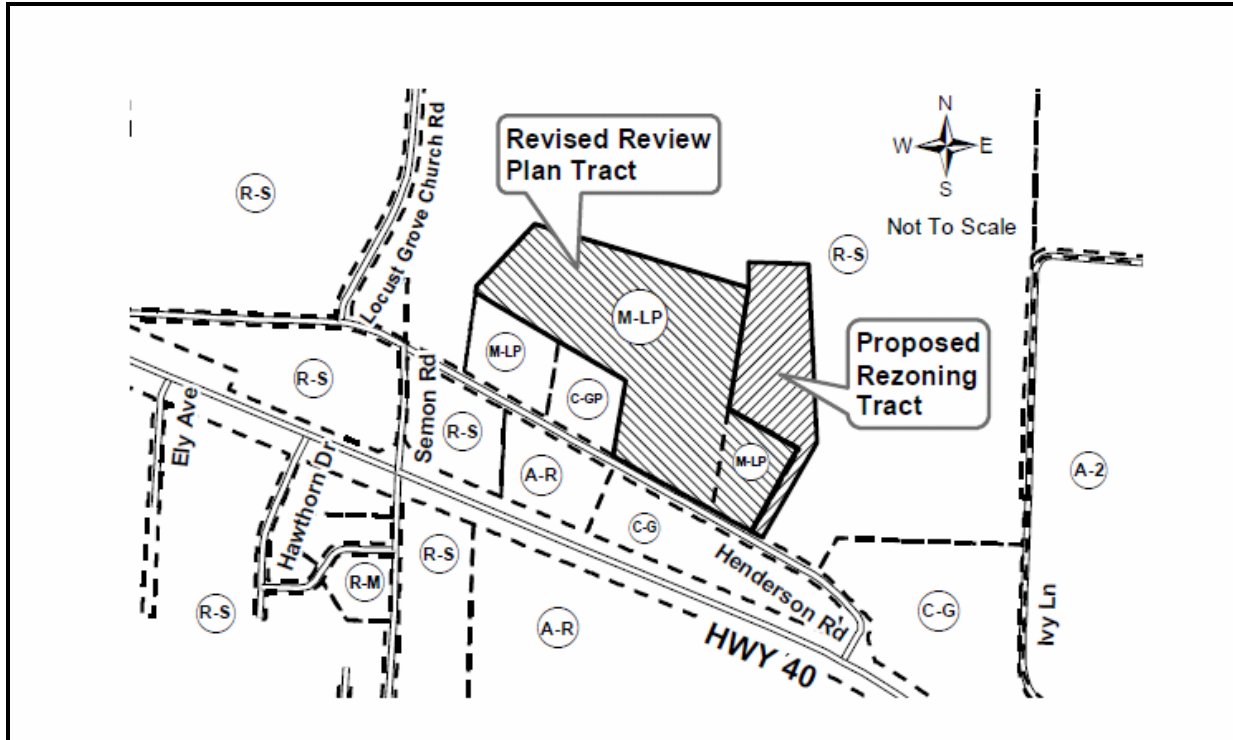 N
W E
S
Not To Scale
Revised Review
Plan Tract
Locust Grove Church Rd
R-S
R-S
M-LP
Proposed
Rezoning
Tract
M-LP
C-GP
R-S
Semon Rd
Ely Ave
R-S
Hawthorn Dr
A-R
M-LP
A-2
C-G
R-S
Henderson Rd
R-M
R-S
A-R
HWY 40
C-G
Ivy Ln